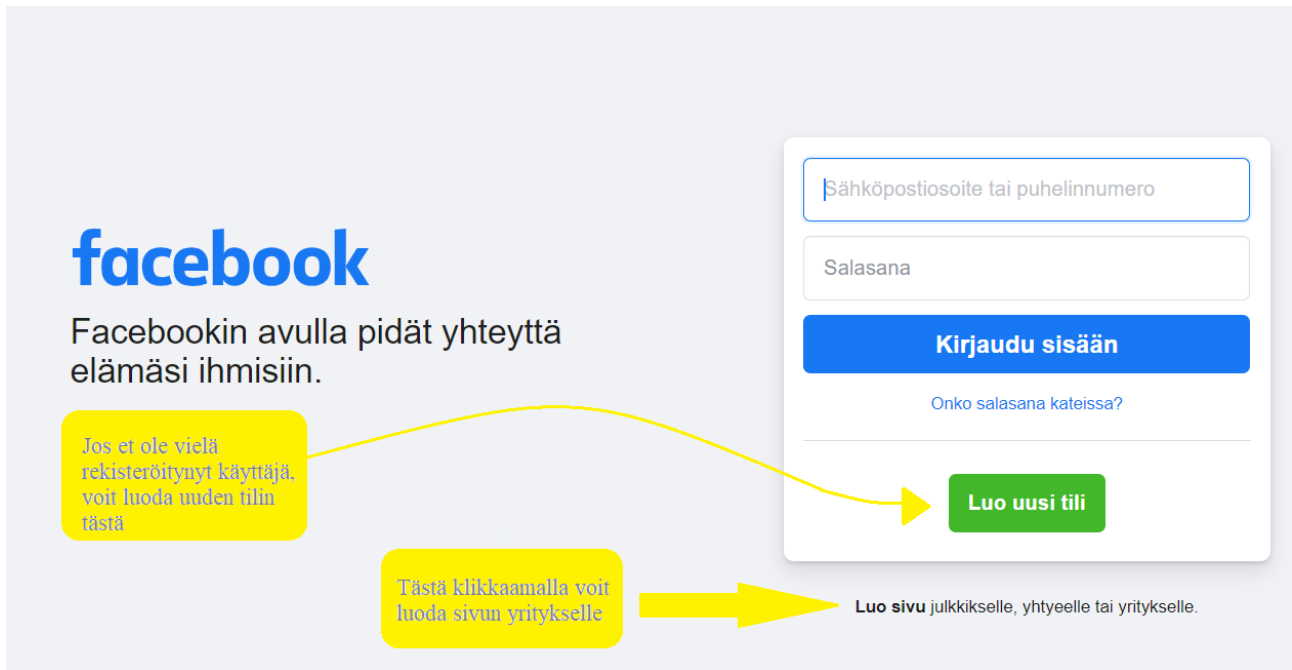 facebook
Facebookin avulla pidät yhteyttä
elämäsi ihmisiin.
Jos et ole vielä
rekisteröitynyt käyttäjä,
voit luoda uuden tilin
tästä
Tästä klikkaamalla voit
luoda sivun yritykselle
Sähköpostiosoite tai puhelinnumero
Salasana
Kirjaudu sisään
Onko salasana kateissa?
Luo uusi tili
Luo sivu julkkikselle, yhtyeelle tai yritykselle.